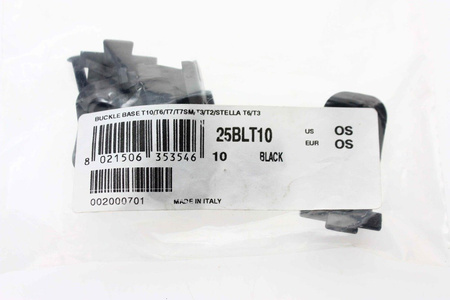 BUCKLE BASE T10/T6/T7/T7SM/T3/T2/STELLA T6/T3
8 021506 353546
25BLT10
10 BLACK
US OS
EUR OS
002000701 MADE IN ITALY